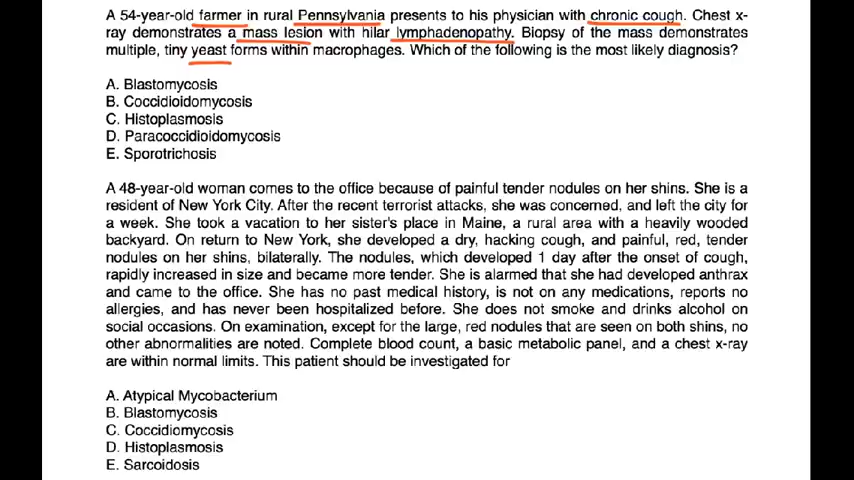 A 54-year-old farmer in rural Pennsylvania presents to his physician with chronic cough. Chest x-
ray demonstrates a mass lesion with hilar lymphadenopathy. Biopsy of the mass demonstrates
multiple, tiny yeast forms within macrophages. Which of the following is the most likely diagnosis?
A. Blastomycosis
B. Coccidioidomycosis
C. Histoplasmosis
D. Paracoccidioidomycosis
E. Sporotrichosis
A 48-year-old woman comes to the office because of painful tender nodules on her shins. She is a
resident of New York City. After the recent terrorist attacks, she was concerned, and left the city for
a week. She took a vacation to her sister's place in Maine, a rural area with a heavily wooded
backyard. On return to New York, she developed a dry, hacking cough, and painful, red, tender
nodules on her shins, bilaterally. The nodules, which developed 1 day after the onset of cough,
rapidly increased in size and became more tender. She is alarmed that she had developed anthrax
and came to the office. She has no past medical history, is not on any medications, reports no
allergies, and has never been hospitalized before. She does not smoke and drinks alcohol on
social occasions. On examination, except for the large, red nodules that are seen on both shins, no
other abnormalities are noted. Complete blood count, a basic metabolic panel, and a chest x-ray
are within normal limits. This patient should be investigated for
A. Atypical Mycobacterium
B. Blastomycosis
C. Coccidiomycosis
D. Histoplasmosis
E. Sarcoidosis